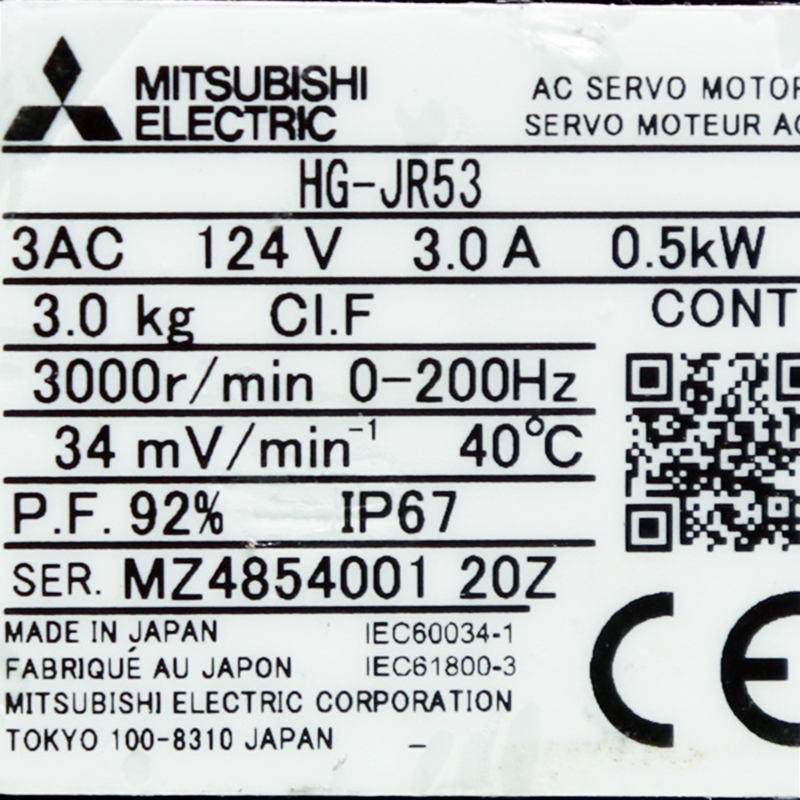 MITSUBISHI
ELECTRIC
AC SERVO MOTOR
SERVO MOTEUR AC
HG-JR53
3AC 124 V 3.0 A 0.5kW
3.0 kg CI.F CONT
3000r/min 0-200Hz
34 mV/min⁻¹ 40°C
P.F. 92% IP67
SER. MZ4854001 20Z
MADE IN JAPAN IEC60034-1
FABRIQUÉ AU JAPON IEC61800-3
MITSUBISHI ELECTRIC CORPORATION
TOKYO 100-8310 JAPAN –
CE